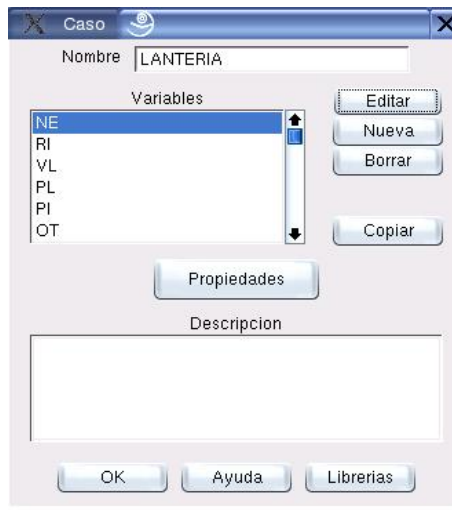 Caso
Nombre LANTERIA
Variables
NE
RI
VL
PL
PI
OT
Editar
Nueva
Borrar
Copiar
Propiedades
Descripcion
OK Ayuda Librerias